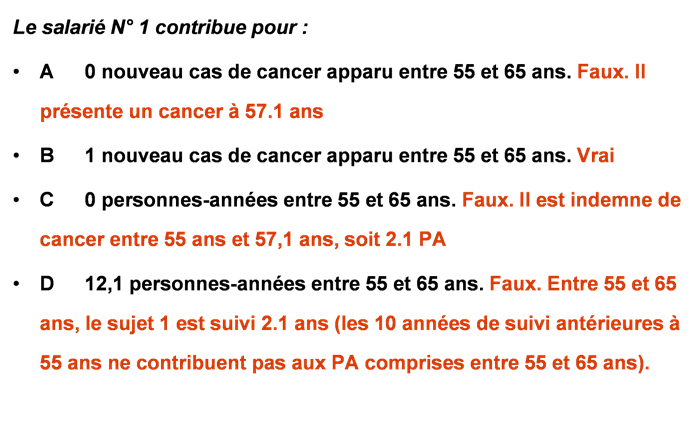 Le salarié N° 1 contribue pour :
• A 0 nouveau cas de cancer apparu entre 55 et 65 ans. Faux. Il
présente un cancer à 57.1 ans
• B 1 nouveau cas de cancer apparu entre 55 et 65 ans. Vrai
• C 0 personnes-années entre 55 et 65 ans. Faux. Il est indemne de
cancer entre 55 ans et 57,1 ans, soit 2.1 PA
• D 12,1 personnes-années entre 55 et 65 ans. Faux. Entre 55 et 65
ans, le sujet 1 est suivi 2.1 ans (les 10 années de suivi antérieures à
55 ans ne contribuent pas aux PA comprises entre 55 et 65 ans).